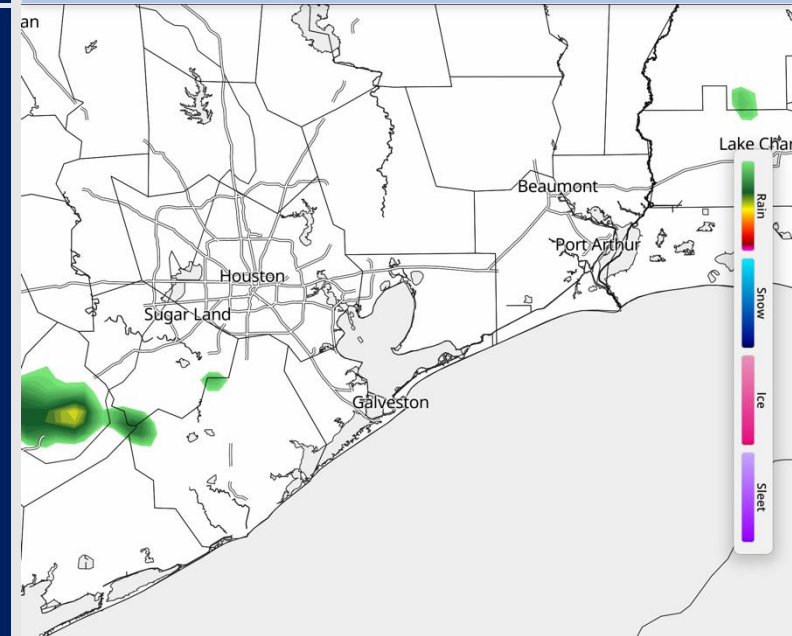 an
Lake Char
Beaumont
Port Arthur
Houston
Sugar Land
Galveston
Rain
Snow
Ice
Sleet